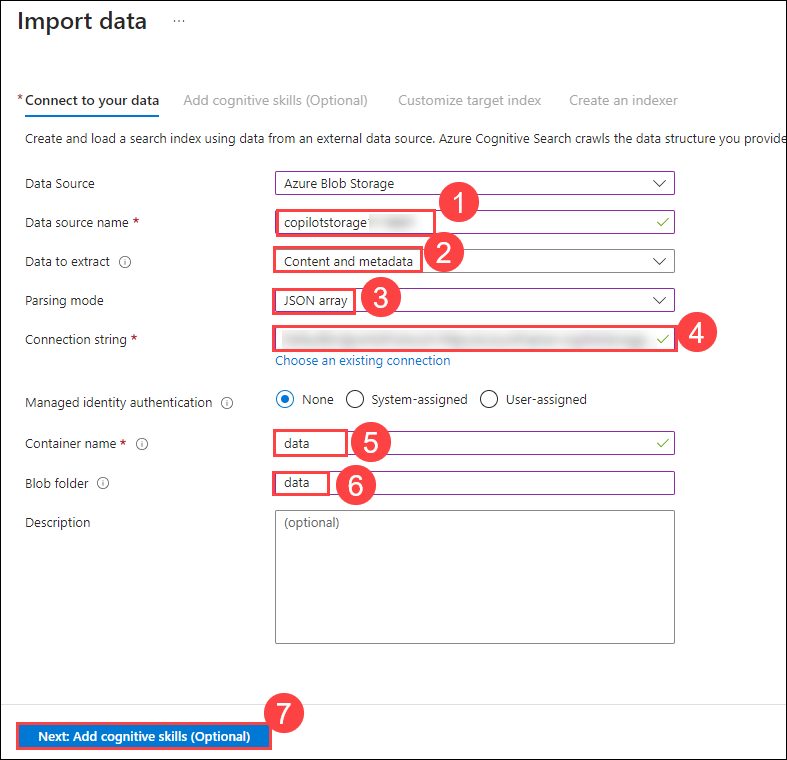 Import data ...
* Connect to your data Add cognitive skills (Optional) Customize target index Create an indexer
Create and load a search index using data from an external data source. Azure Cognitive Search crawls the data structure you provide
Data Source Azure Blob Storage
1
Data source name * copilotstorage
2
Data to extract Content and metadata
3
Parsing mode JSON array
4
Connection string *
Choose an existing connection
Managed identity authentication None System-assigned User-assigned
Container name * data 5
Blob folder data 6
Description (optional)
7
Next: Add cognitive skills (Optional)